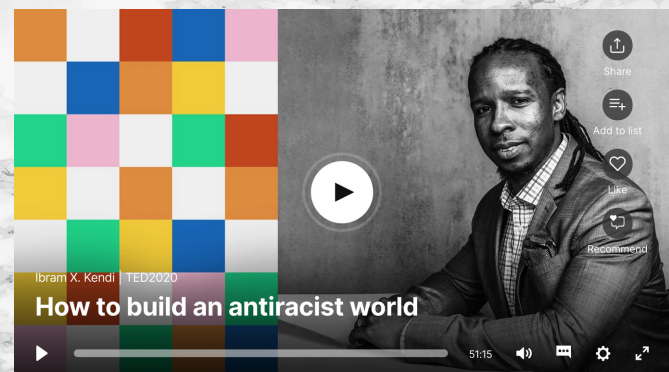 Share
Add to list
Like
Recommend
Ibram X. Kendi | TED2020
How to build an antiracist world
51:15